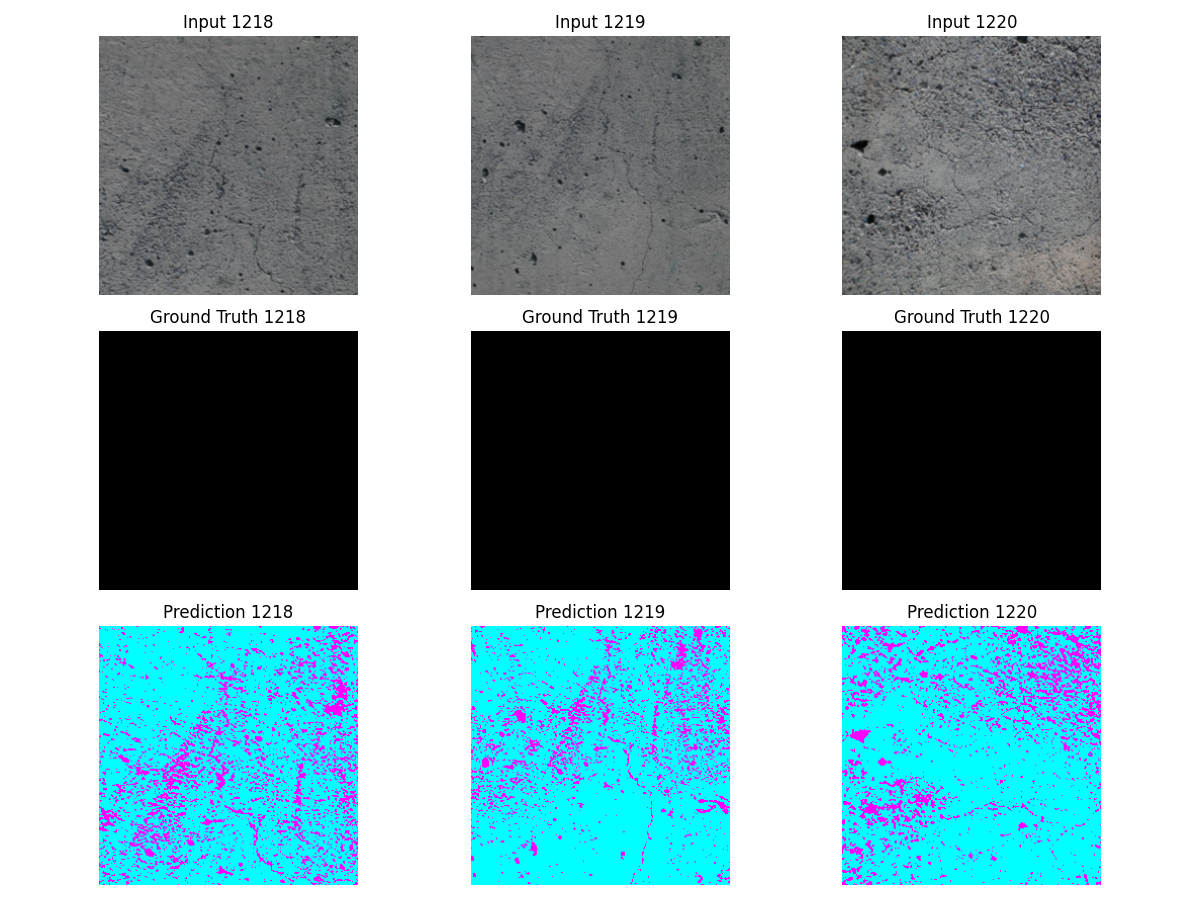 Input 1218
Input 1219
Input 1220
Ground Truth 1218
Ground Truth 1219
Ground Truth 1220
Prediction 1218
Prediction 1219
Prediction 1220